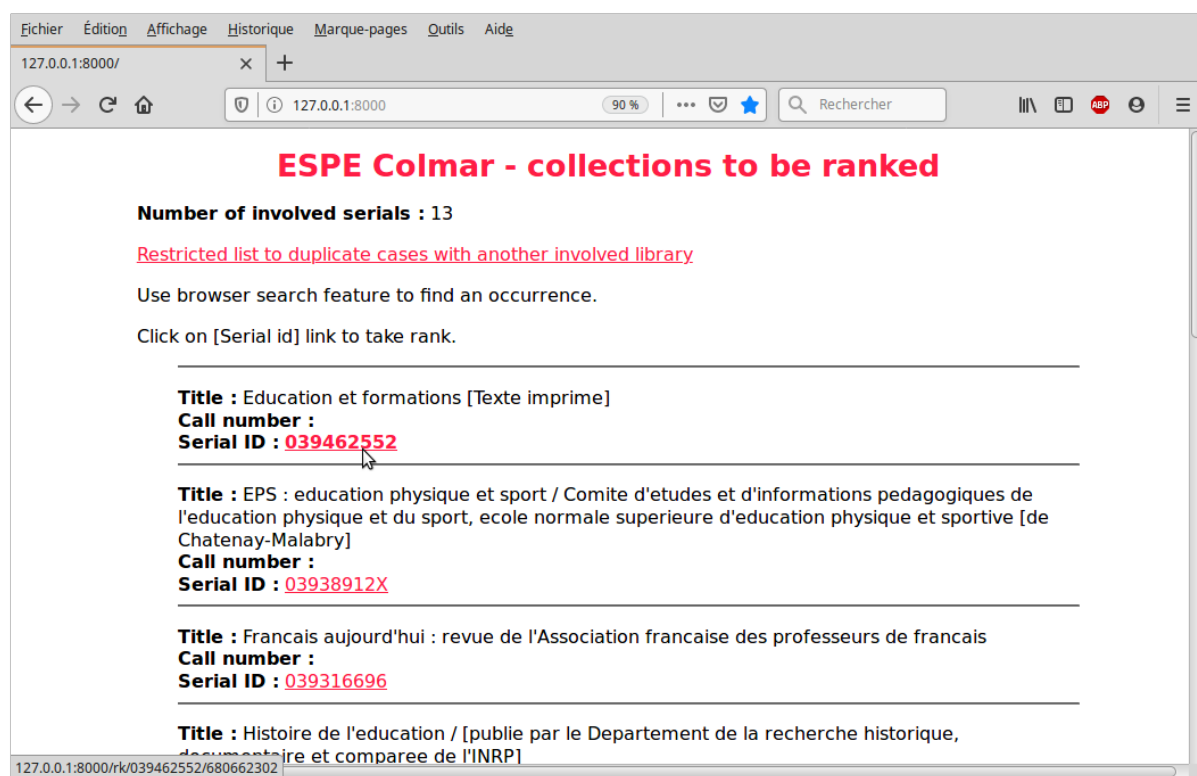 Fichier Édition Affichage Historique Marque-pages Outils Aide
127.0.0.1:8000/
127.0.0.1:8000 90 % Rechercher ABP
ESPE Colmar - collections to be ranked
Number of involved serials : 13
Restricted list to duplicate cases with another involved library
Use browser search feature to find an occurrence.
Click on [Serial id] link to take rank.
Title : Education et formations [Texte imprime]
Call number :
Serial ID : 039462552
Title : EPS : education physique et sport / Comite d'etudes et d'informations pedagogiques de
l'education physique et du sport, ecole normale superieure d'education physique et sportive [de
Chatenay-Malabry]
Call number :
Serial ID : 03938912X
Title : Francais aujourd'hui : revue de l'Association francaise des professeurs de francais
Call number :
Serial ID : 039316696
Title : Histoire de l'education / [publie par le Departement de la recherche historique,
documentaire et comparee de l'INRP]
127.0.0.1:8000/rk/039462552/680662302